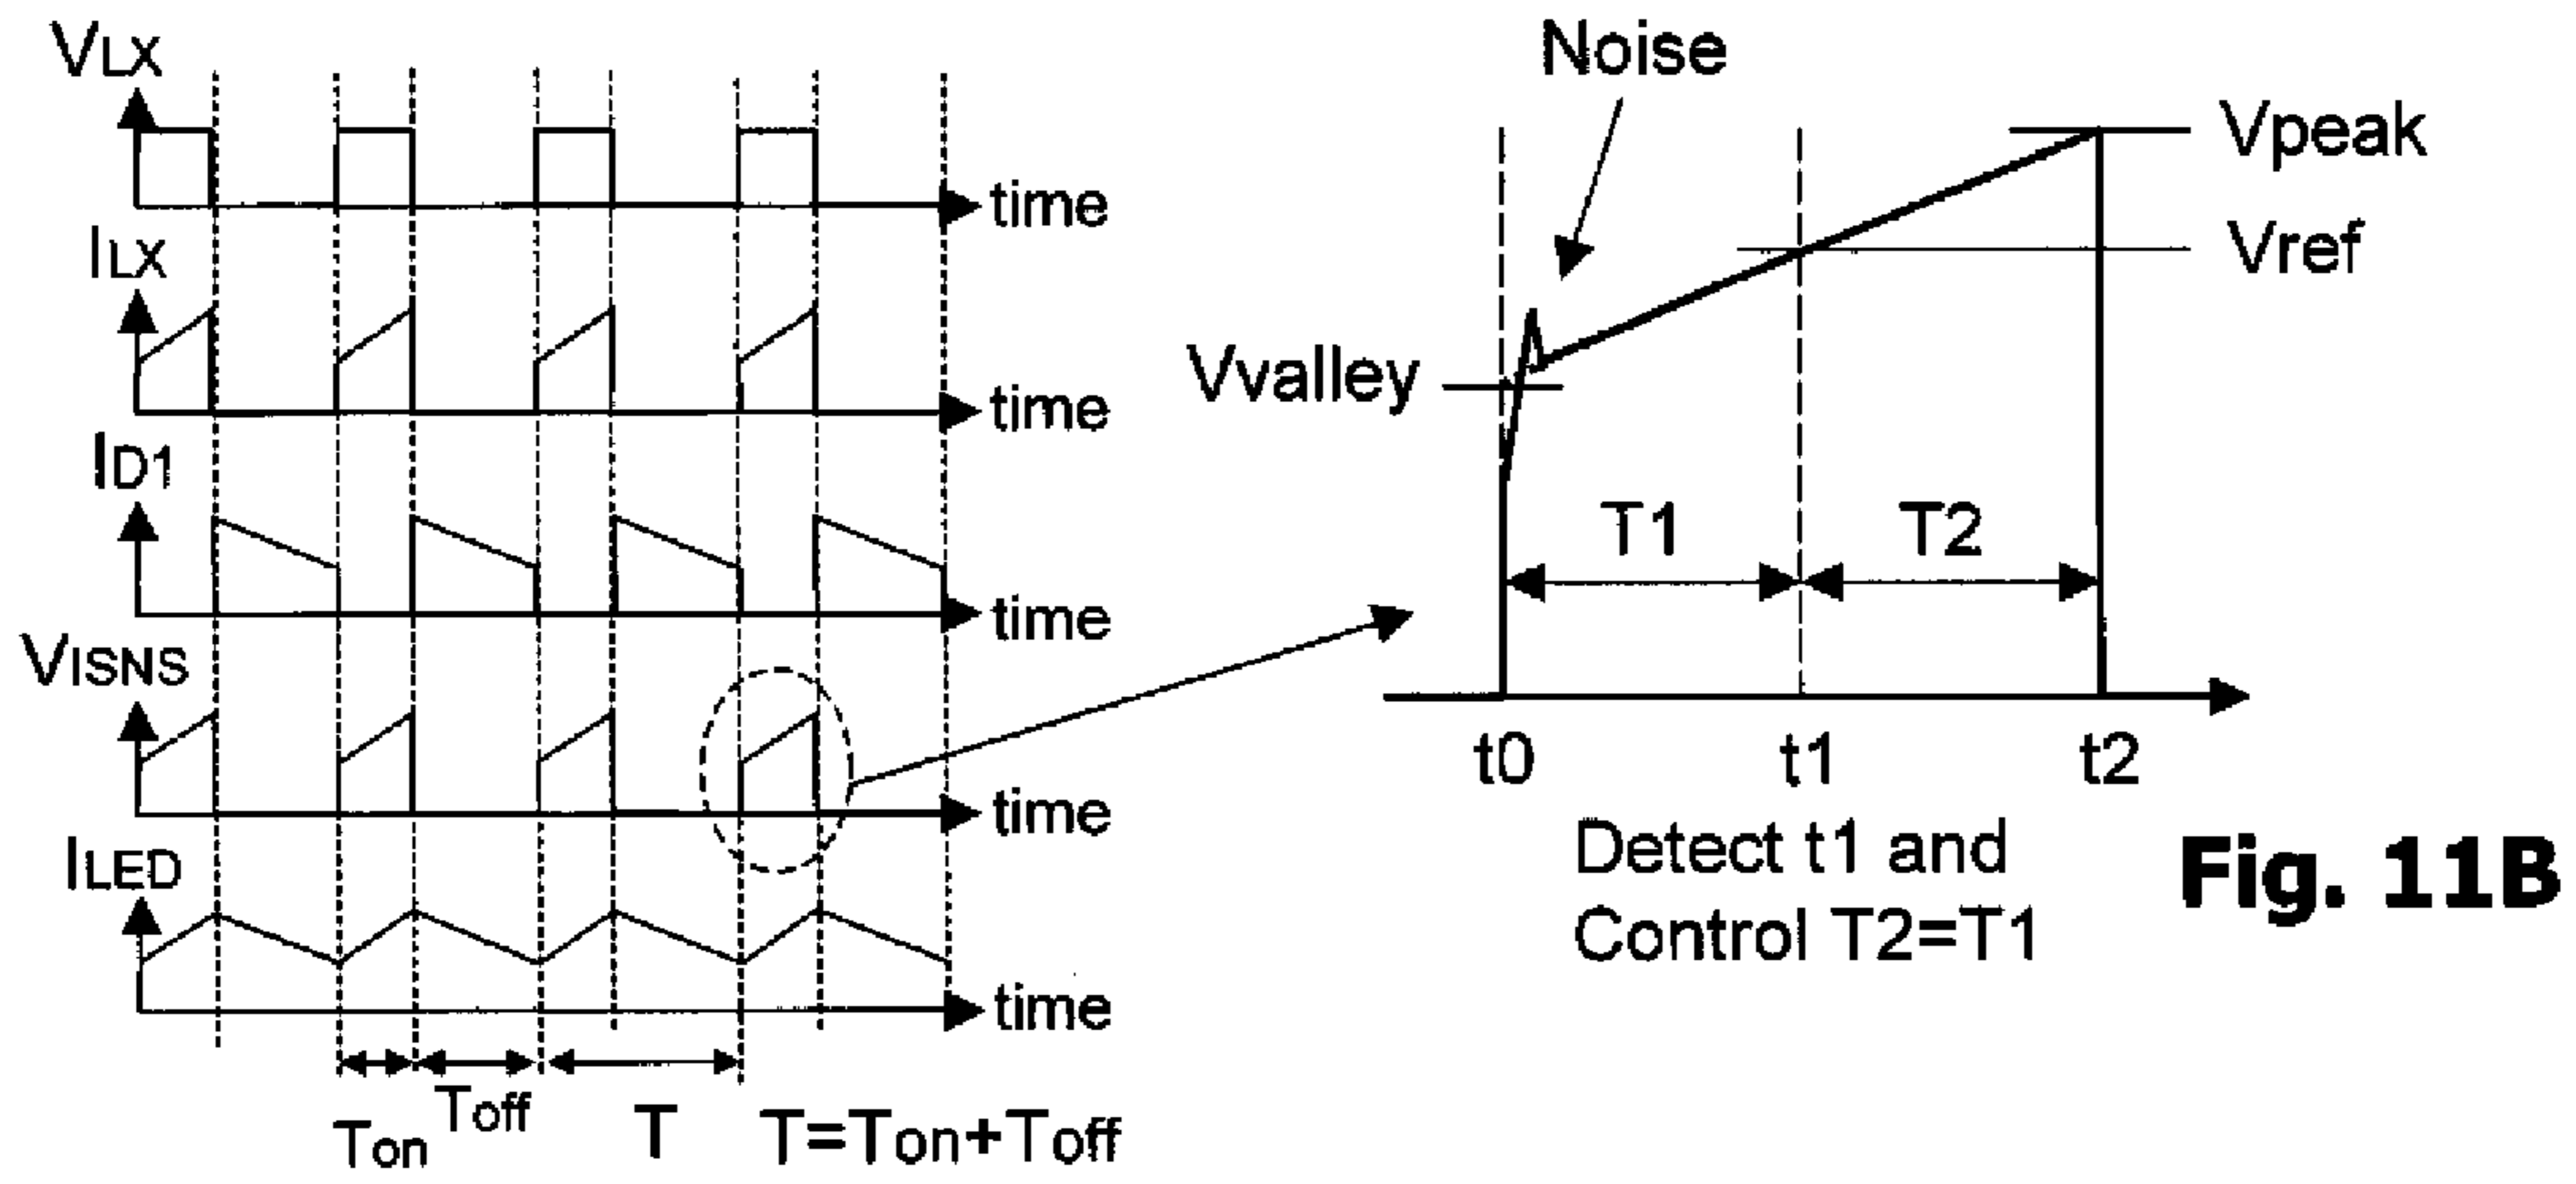 VLX
time
ILX
time
ID1
time
VISNS
time
ILED
time
Ton
Toff
T
T=Ton+Toff
Noise
Vpeak
Vref
Vvalley
T1
T2
t0
t1
t2
Detect t1 and
Control T2=T1
Fig. 11B